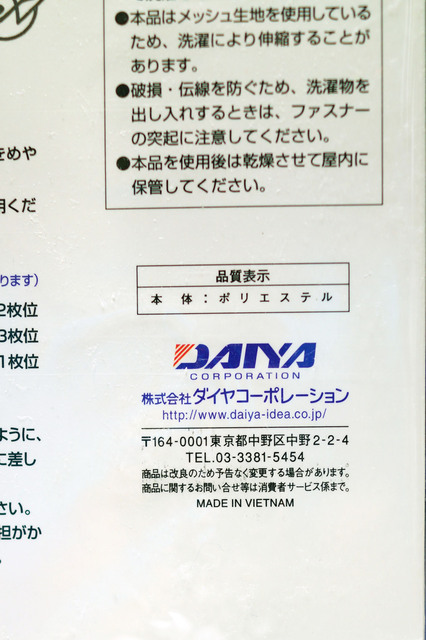 ●本品はメッシュ生地を使用している
ため、洗濯により伸縮することが
あります。
●破損・伝線を防ぐため、洗濯物を
出し入れするときは、ファスナー
の突起に注意してください。
●本品を使用後は乾燥させて屋内に
保管してください。
をめや
用くだ
ります)
2枚位
3枚位
1枚位
ように、
に差し
さい。
担がか
品質表示
本 体：ポリエステル
DAIYA
CORPORATION
株式会社ダイヤコーポレーション
http://www.daiya-idea.co.jp/
〒164-0001東京都中野区中野2-2-4
TEL.03-3381-5454
商品は改良のため予告なく変更する場合があります。
商品に関するお問い合せ等は消費者サービス係まで。
MADE IN VIETNAM